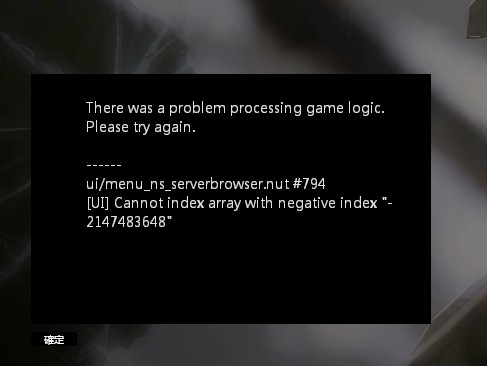 There was a problem processing game logic.
Please try again.
------
ui/menu_ns_serverbrowser.nut #794
[UI] Cannot index array with negative index "-
2147483648"
確定